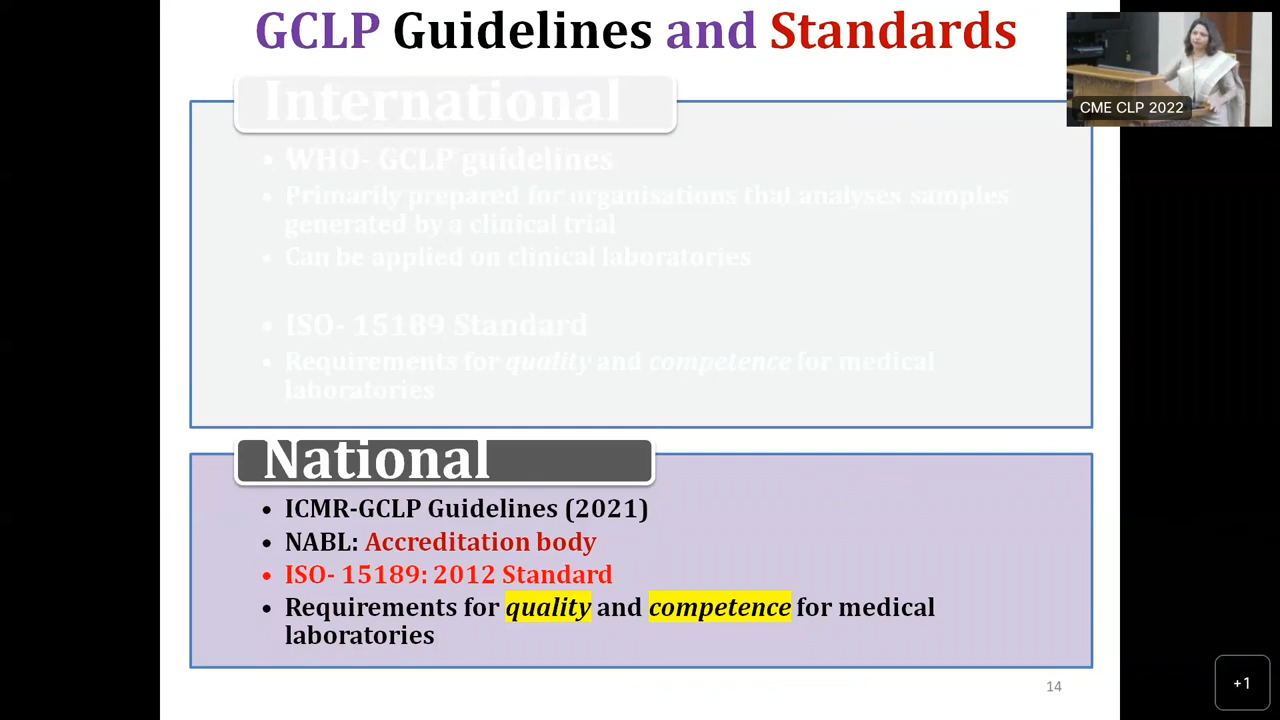 GCLP Guidelines and Standards
CME CLP 2022
International
• WHO- GCLP guidelines
• Primarily prepared for organisations that analyses samples
generated by a clinical trial
• Can be applied on clinical laboratories
• ISO- 15189 Standard
• Requirements for quality and competence for medical
laboratories
National
• ICMR-GCLP Guidelines (2021)
• NABL: Accreditation body
• ISO- 15189: 2012 Standard
• Requirements for quality and competence for medical
laboratories
14
+1